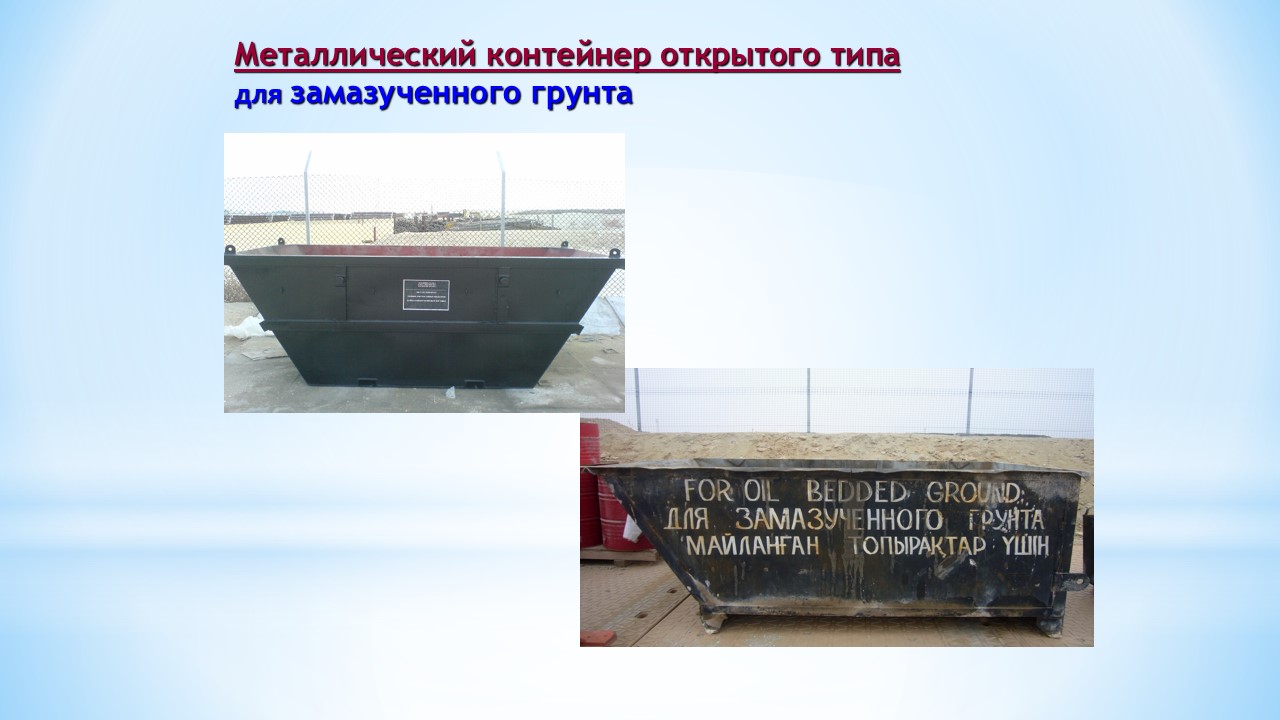 Металлический контейнер открытого типа
для замазученного грунта
FOR OIL BEDDED GROUND
ДЛЯ ЗАМАЗУЧЕННОГО ГРУНТА
МАЙЛАНҒАН ТОПЫРАҚТАР ҮШІН